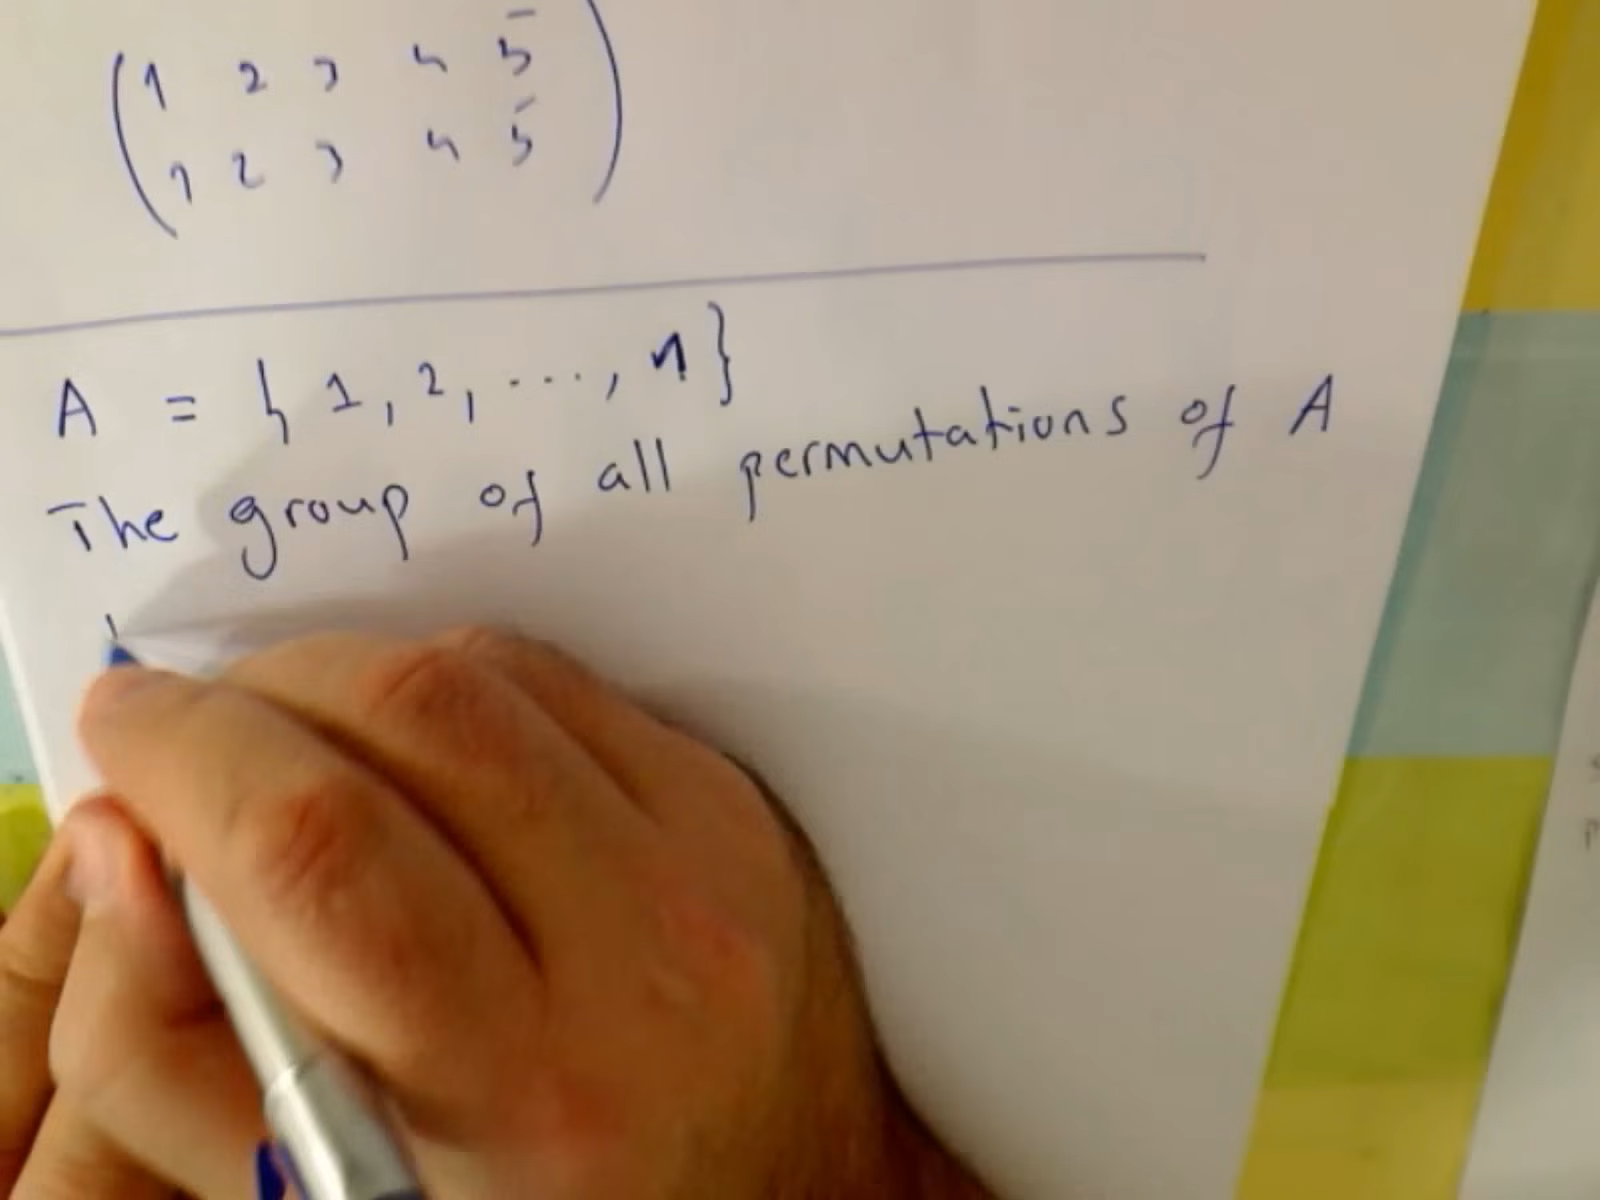 ( 1 2 3 4 5 )
( 1 2 3 4 5 )
A = { 1, 2, ..., n }
The group of all permutations of A